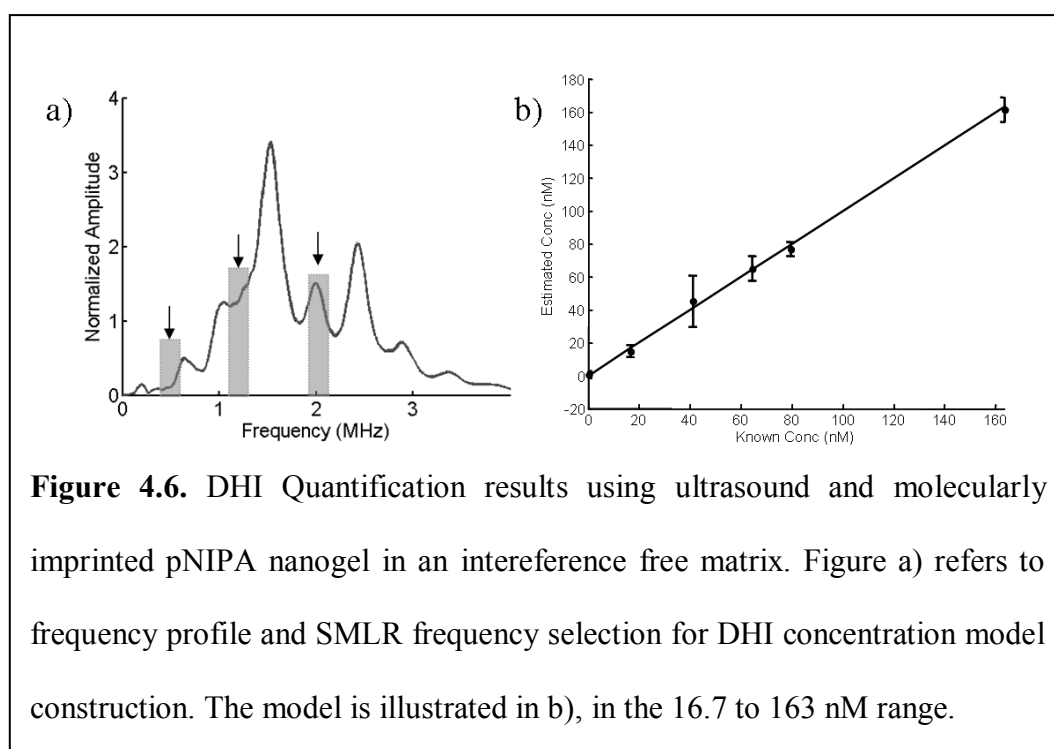 a)
4
3
2
1
0
Normalized Amplitude
0 1 2 3
Frequency (MHz)
b)
180
160
140
120
100
80
60
40
20
0
-20
Estimated Conc (nM)
0 20 40 60 80 100 120 140 160
Known Conc (nM)
Figure 4.6. DHI Quantification results using ultrasound and molecularly
imprinted pNIPA nanogel in an intereference free matrix. Figure a) refers to
frequency profile and SMLR frequency selection for DHI concentration model
construction. The model is illustrated in b), in the 16.7 to 163 nM range.